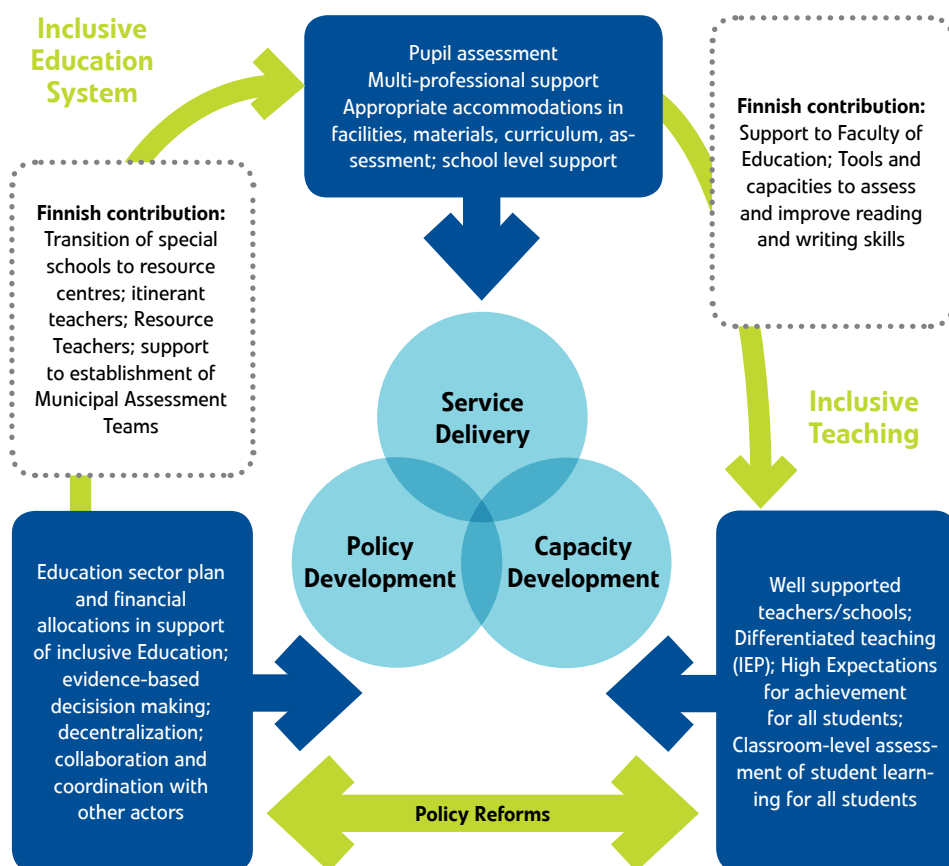 Inclusive
Education
System
Pupil assessment
Multi-professional support
Appropriate accommodations in
facilities, materials, curriculum, as-
sessment; school level support
Finnish contribution:
Support to Faculty of
Education; Tools and
capacities to assess
and improve reading
and writing skills
Finnish contribution:
Transition of special
schools to resource
centres; itinerant
teachers; Resource
Teachers; support
to establishment of
Municipal Assessment
Teams
Service
Delivery
Inclusive
Teaching
Policy
Development
Capacity
Development
Education sector plan
and financial
allocations in support
of inclusive Education;
evidence-based
decisision making;
decentralization;
collaboration and
coordination with
other actors
Well supported
teachers/schools;
Differentiated teaching
(IEP); High Expectations
for achievement
for all students;
Classroom-level assess-
ment of student learn-
ing for all students
Policy Reforms